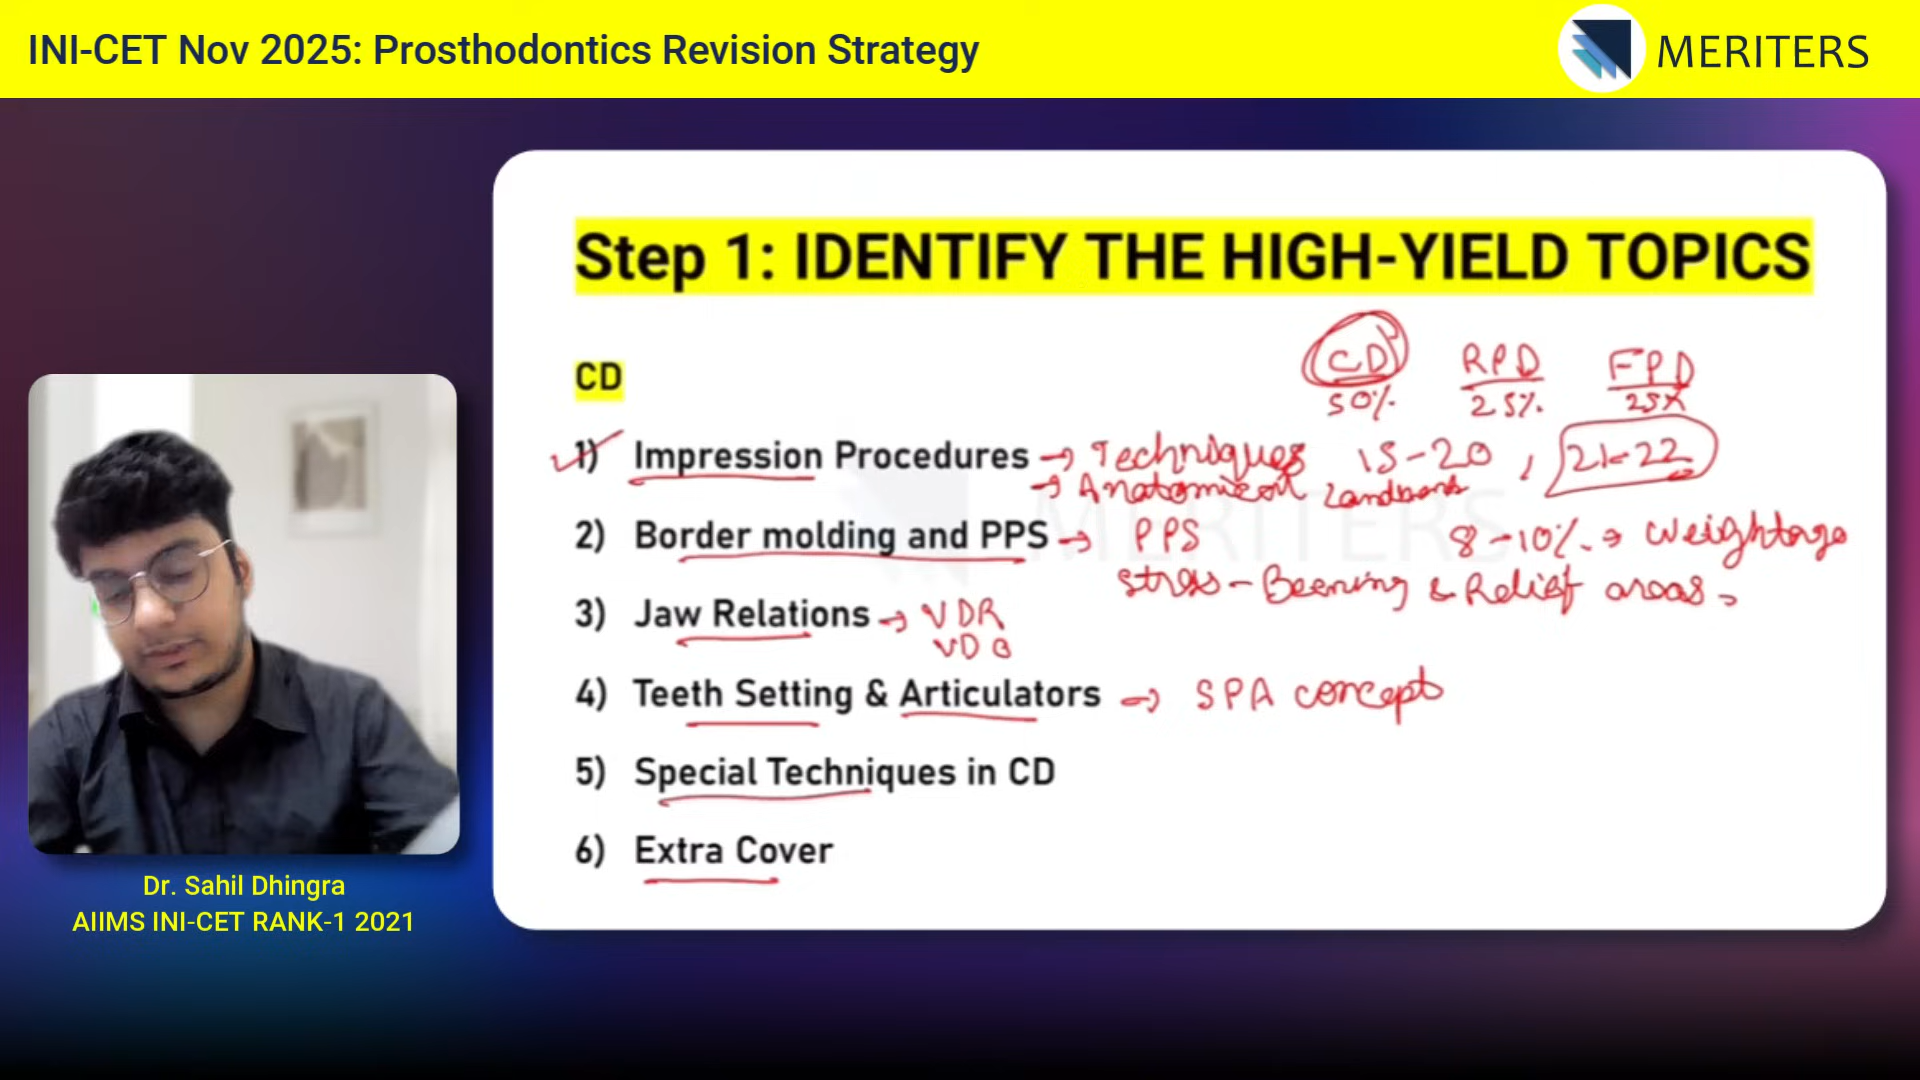 INI-CET Nov 2025: Prosthodontics Revision Strategy
MERITERS
Step 1: IDENTIFY THE HIGH-YIELD TOPICS
CD
CD RPD FPD
50% 25% 25%
1) Impression Procedures → Techniques 15-20 , 21-22
→ Anatomical
2) Border molding and PPS → PPS 8-10% → Weightage
stress - Bearing & Relief areas
3) Jaw Relations → VDR
VDO
4) Teeth Setting & Articulators → SPA concept
5) Special Techniques in CD
6) Extra Cover
MERITERS
Dr. Sahil Dhingra
AIIMS INI-CET RANK-1 2021